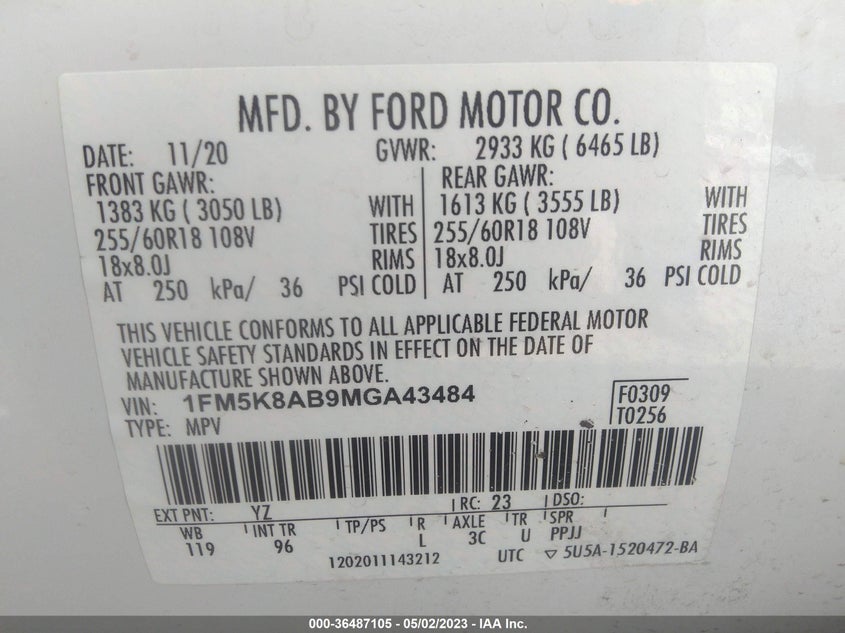 MFD. BY FORD MOTOR CO.
DATE: 11/20 GVWR: 2933 KG ( 6465 LB)
FRONT GAWR: REAR GAWR:
1383 KG ( 3050 LB) WITH 1613 KG ( 3555 LB) WITH
255/60R18 108V TIRES 255/60R18 108V TIRES
18x8.0J RIMS 18x8.0J RIMS
AT 250 kPa/ 36 PSI COLD AT 250 kPa/ 36 PSI COLD
THIS VEHICLE CONFORMS TO ALL APPLICABLE FEDERAL MOTOR
VEHICLE SAFETY STANDARDS IN EFFECT ON THE DATE OF
MANUFACTURE SHOWN ABOVE.
VIN: 1FM5K8AB9MGA43484 F0309
TYPE: MPV T0256
EXT PNT: YZ RC: 23 DSO:
WB INT TR TP/PS R AXLE TR SPR
119 96 L 3C U PPJJ
1202011143212 UTC ▽ 5U5A-1520472-BA
000-36487105 - 05/02/2023 - IAA Inc.